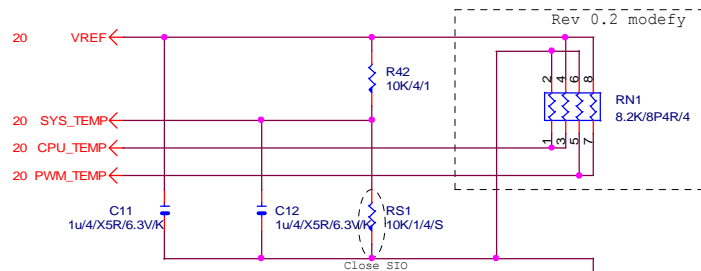 Rev 0.2 modefy
20 VREF
R42
10K/4/1
2 4 6 8
RN1
8.2K/8P4R/4
1 3 5 7
20 SYS_TEMP
20 CPU_TEMP
20 PWM_TEMP
C11
1u/4/X5R/6.3V/K
C12
1u/4/X5R/6.3V/K
RS1
10K/1/4/S
Close SIO